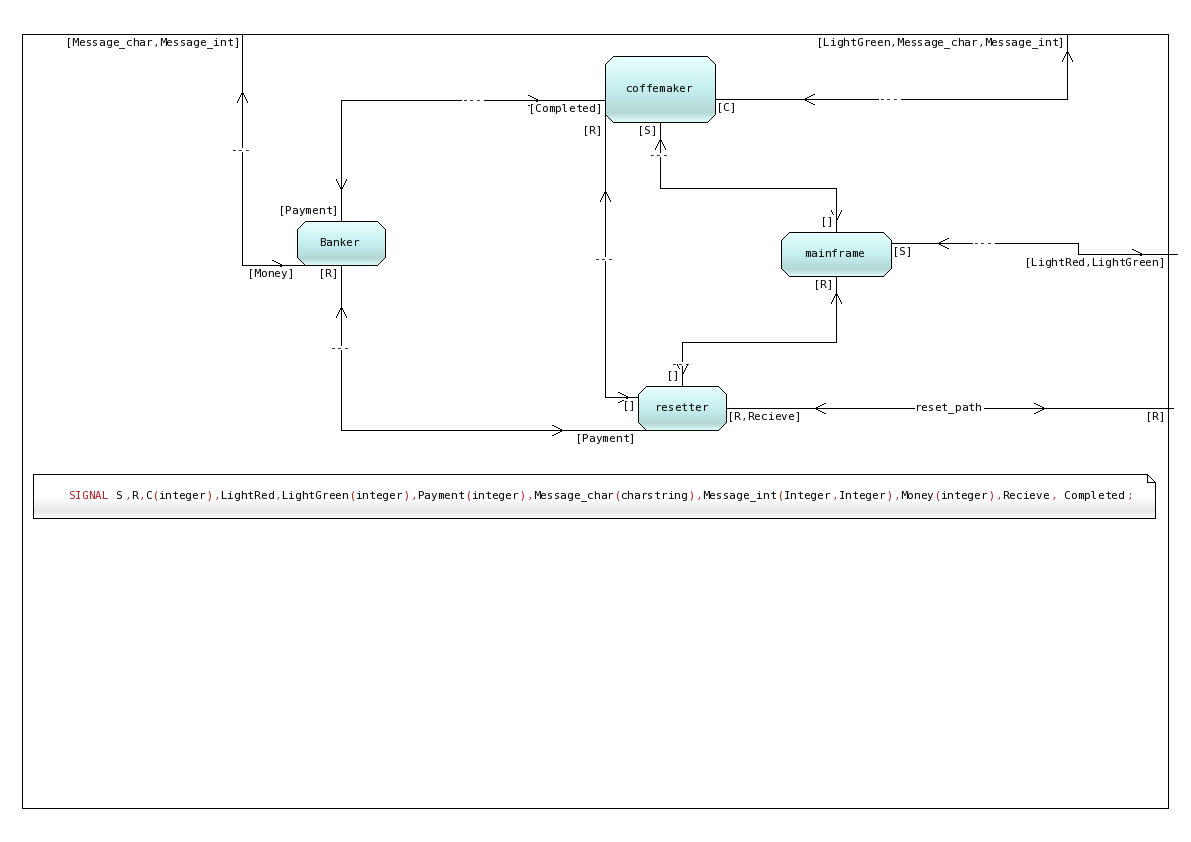 [Message_char,Message_int]
[LightGreen,Message_char,Message_int]
coffemaker
[Completed]
[C]
[R]
[S]
[Payment]
[]
Banker
mainframe
[S]
[LightRed,LightGreen]
[Money]
[R]
[R]
[]
[]
resetter
reset_path
[R,Recieve]
[R]
[Payment]
SIGNAL S,R,C(integer),LightRed,LightGreen(integer),Payment(integer),Message_char(charstring),Message_int(Integer,Integer),Money(integer),Recieve, Completed;